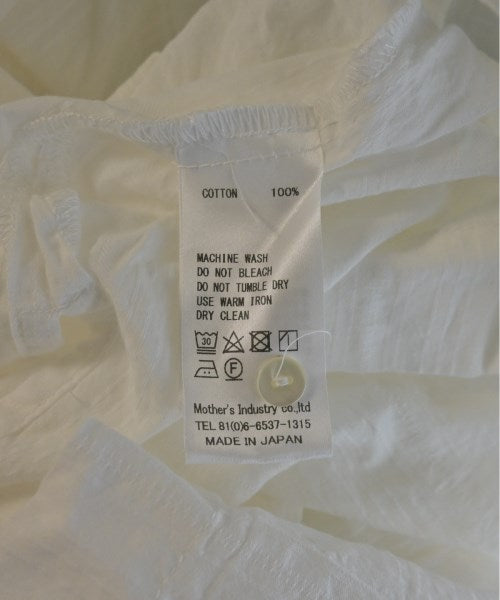 COTTON 100%
MACHINE WASH
DO NOT BLEACH
DO NOT TUMBLE DRY
USE WARM IRON
DRY CLEAN
30
F
Mother's Industry co.,ltd
TEL 81(0)6-6537-1315
MADE IN JAPAN